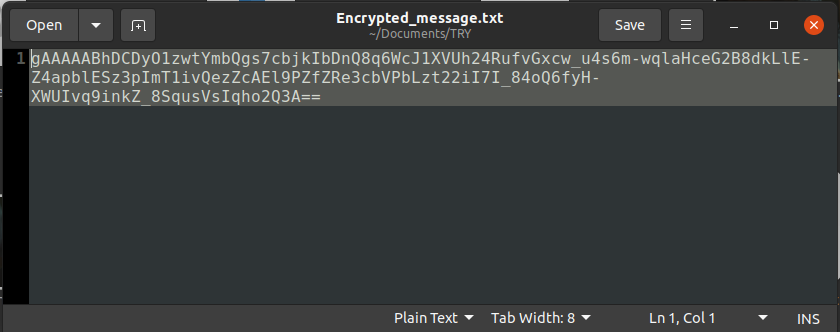 Open
Encrypted_message.txt
~/Documents/TRY
Save
1
gAAAAABhDCDyO1zwtYmbQgs7cbjkIbDnQ8q6WcJ1XVUh24RufvGxcw_u4s6m-wqlaHceG2B8dkLlE-
Z4apblESz3pImT1ivQezZcAEl9PZfZRe3cbVPbLzt22iI7I_84oQ6fyH-
XWUIvq9inkZ_8SqusVsIqho2Q3A==
Plain Text
Tab Width: 8
Ln 1, Col 1
INS